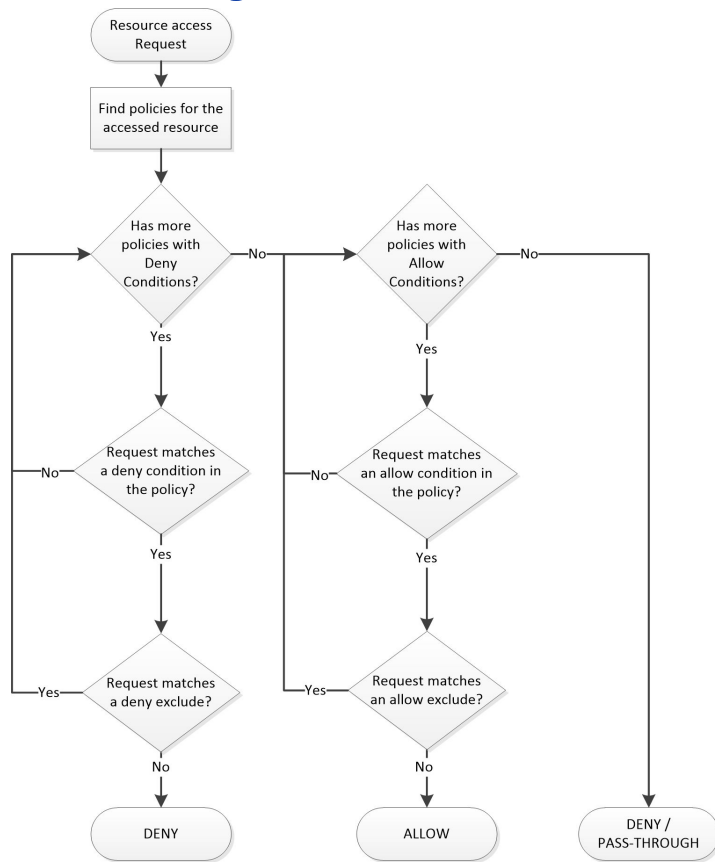 Resource access
Request
Find policies for the
accessed resource
Has more
policies with
Deny
Conditions?
No
Has more
policies with
Allow
Conditions?
No
Yes
Yes
Request matches
a deny condition in
the policy?
No
Request matches
an allow condition in
the policy?
No
Yes
Yes
Request matches
a deny exclude?
Yes
Request matches
an allow exclude?
Yes
No
No
DENY
ALLOW
DENY /
PASS-THROUGH